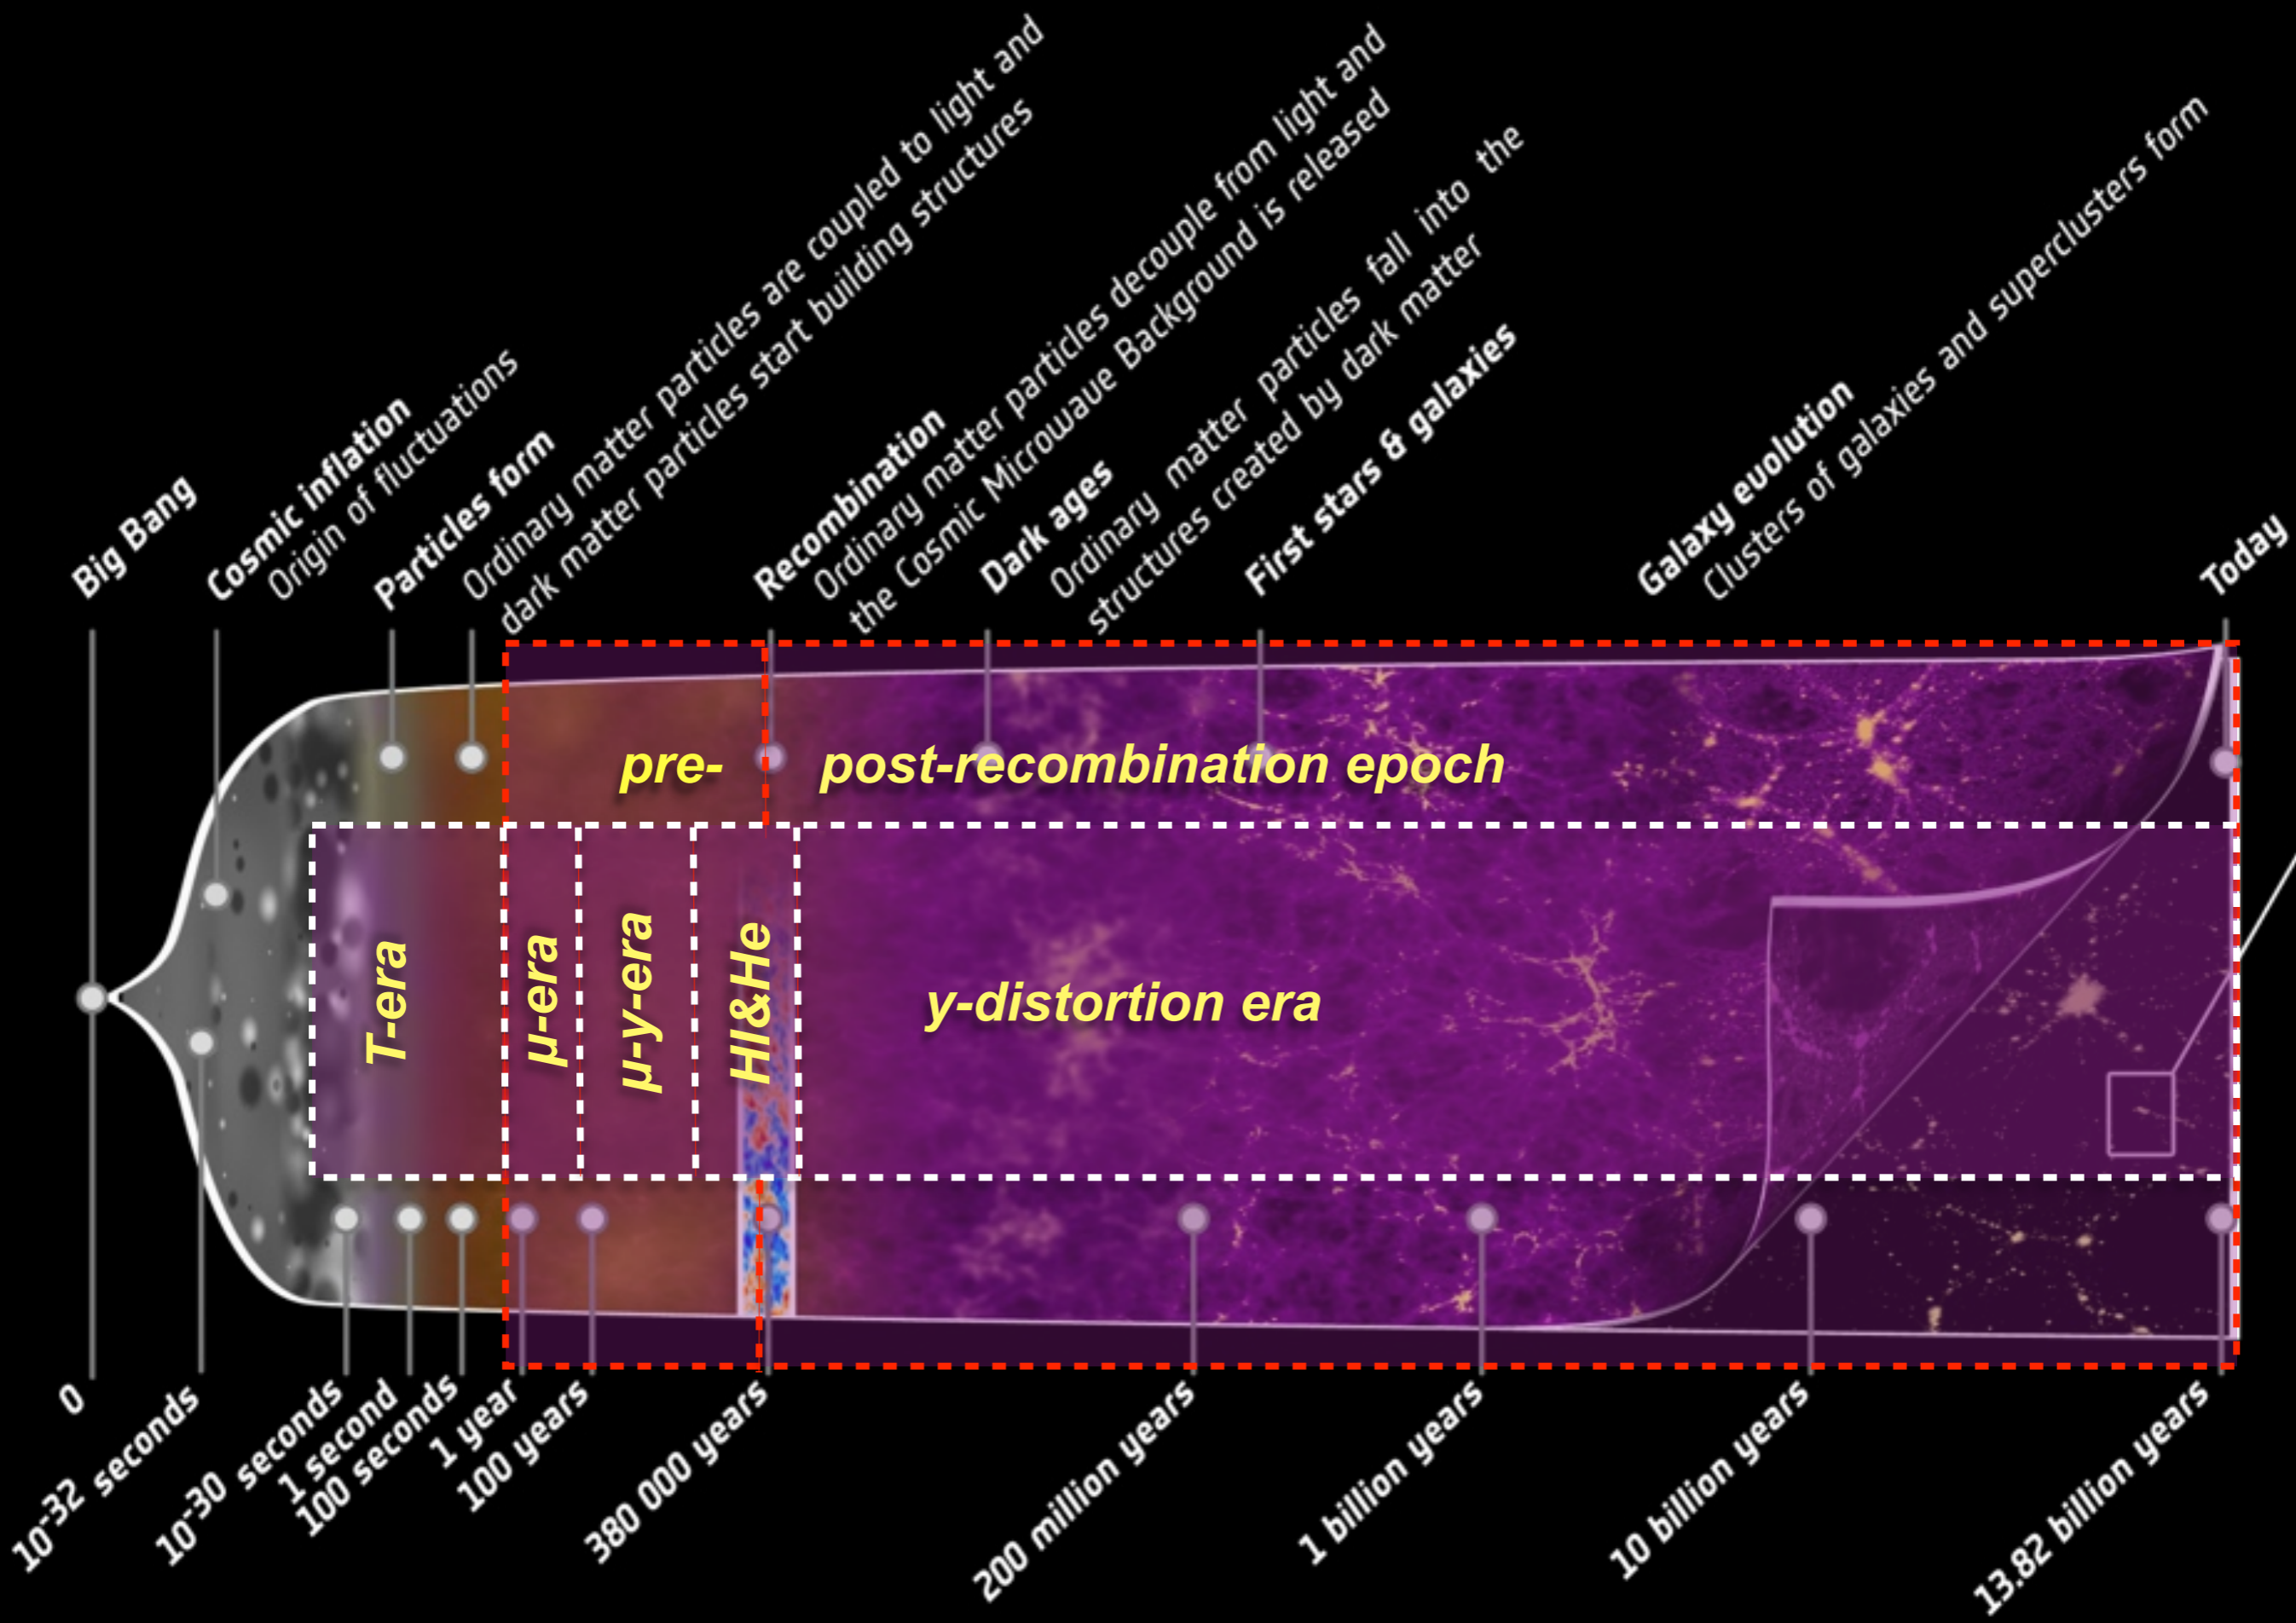 Big Bang
Cosmic inflation
Origin of fluctuations
Particles form
Ordinary matter particles are coupled to light and
dark matter particles start building structures
Recombination
Ordinary matter particles decouple from light and
the Cosmic Microwave Background is released
Dark ages
Ordinary matter particles fall into the
structures created by dark matter
First stars & galaxies
Galaxy evolution
Clusters of galaxies and superclusters form
Today
pre-
post-recombination epoch
T-era
μ-era
μ-y-era
HI&He
y-distortion era
0
10-32 seconds
10-30 seconds
1 second
100 seconds
1 year
100 years
380 000 years
200 million years
1 billion years
10 billion years
13.82 billion years